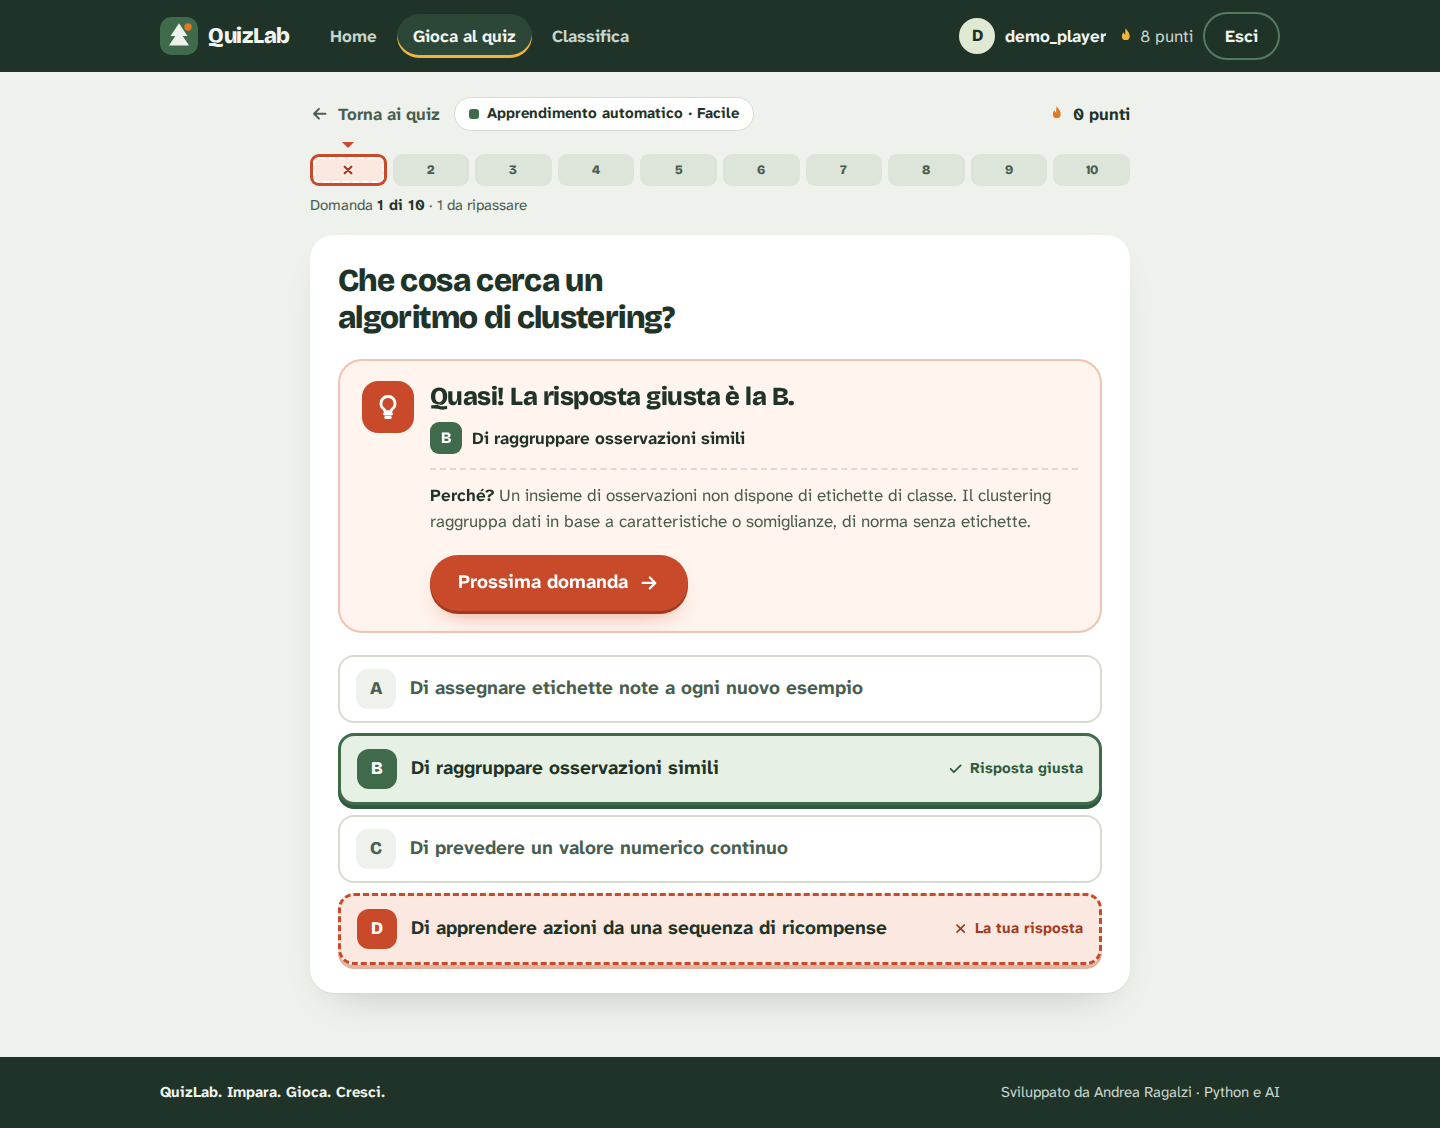 QuizLab
Home
Gioca al quiz
Classifica
D
demo_player
8 punti
Esci
Torna ai quiz
Apprendimento automatico · Facile
0 punti
2
3
4
5
6
7
8
9
10
Domanda 1 di 10 · 1 da ripassare
Che cosa cerca un
algoritmo di clustering?
Quasi! La risposta giusta è la B.
B
Di raggruppare osservazioni simili
Perché? Un insieme di osservazioni non dispone di etichette di classe. Il clustering
raggruppa dati in base a caratteristiche o somiglianze, di norma senza etichette.
Prossima domanda
A
Di assegnare etichette note a ogni nuovo esempio
B
Di raggruppare osservazioni simili
Risposta giusta
C
Di prevedere un valore numerico continuo
D
Di apprendere azioni da una sequenza di ricompense
La tua risposta
QuizLab. Impara. Gioca. Cresci.
Sviluppato da Andrea Ragalzi · Python e AI